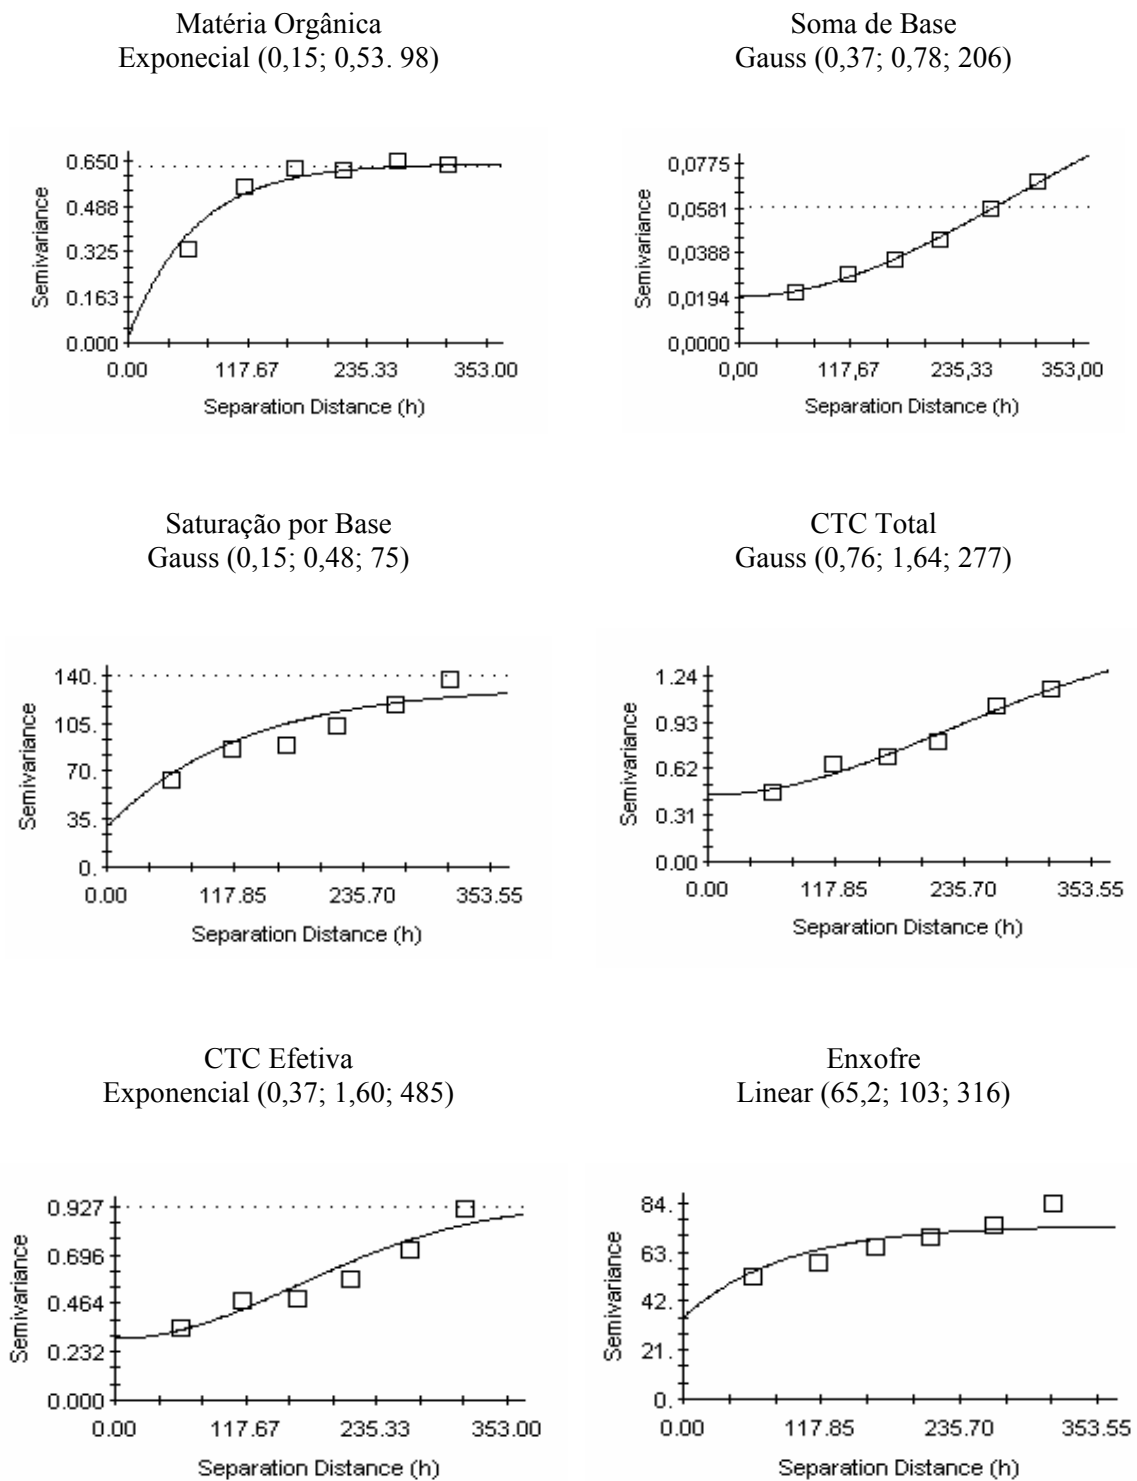 Matéria Orgânica
Exponecial (0,15; 0,53. 98)
Soma de Base
Gauss (0,37; 0,78; 206)
Semivariance
0.650
0.488
0.325
0.163
0.000
0.00 117.67 235.33 353.00
Separation Distance (h)
Semivariance
0,0775
0,0581
0,0388
0,0194
0,0000
0,00 117,67 235,33 353,00
Separation Distance (h)
Saturação por Base
Gauss (0,15; 0,48; 75)
CTC Total
Gauss (0,76; 1,64; 277)
Semivariance
140.
105.
70.
35.
0.
0.00 117.85 235.70 353.55
Separation Distance (h)
Semivariance
1.24
0.93
0.62
0.31
0.00
0.00 117.85 235.70 353.55
Separation Distance (h)
CTC Efetiva
Exponencial (0,37; 1,60; 485)
Enxofre
Linear (65,2; 103; 316)
Semivariance
0.927
0.696
0.464
0.232
0.000
0.00 117.67 235.33 353.00
Separation Distance (h)
Semivariance
84.
63.
42.
21.
0.
0.00 117.85 235.70 353.55
Separation Distance (h)